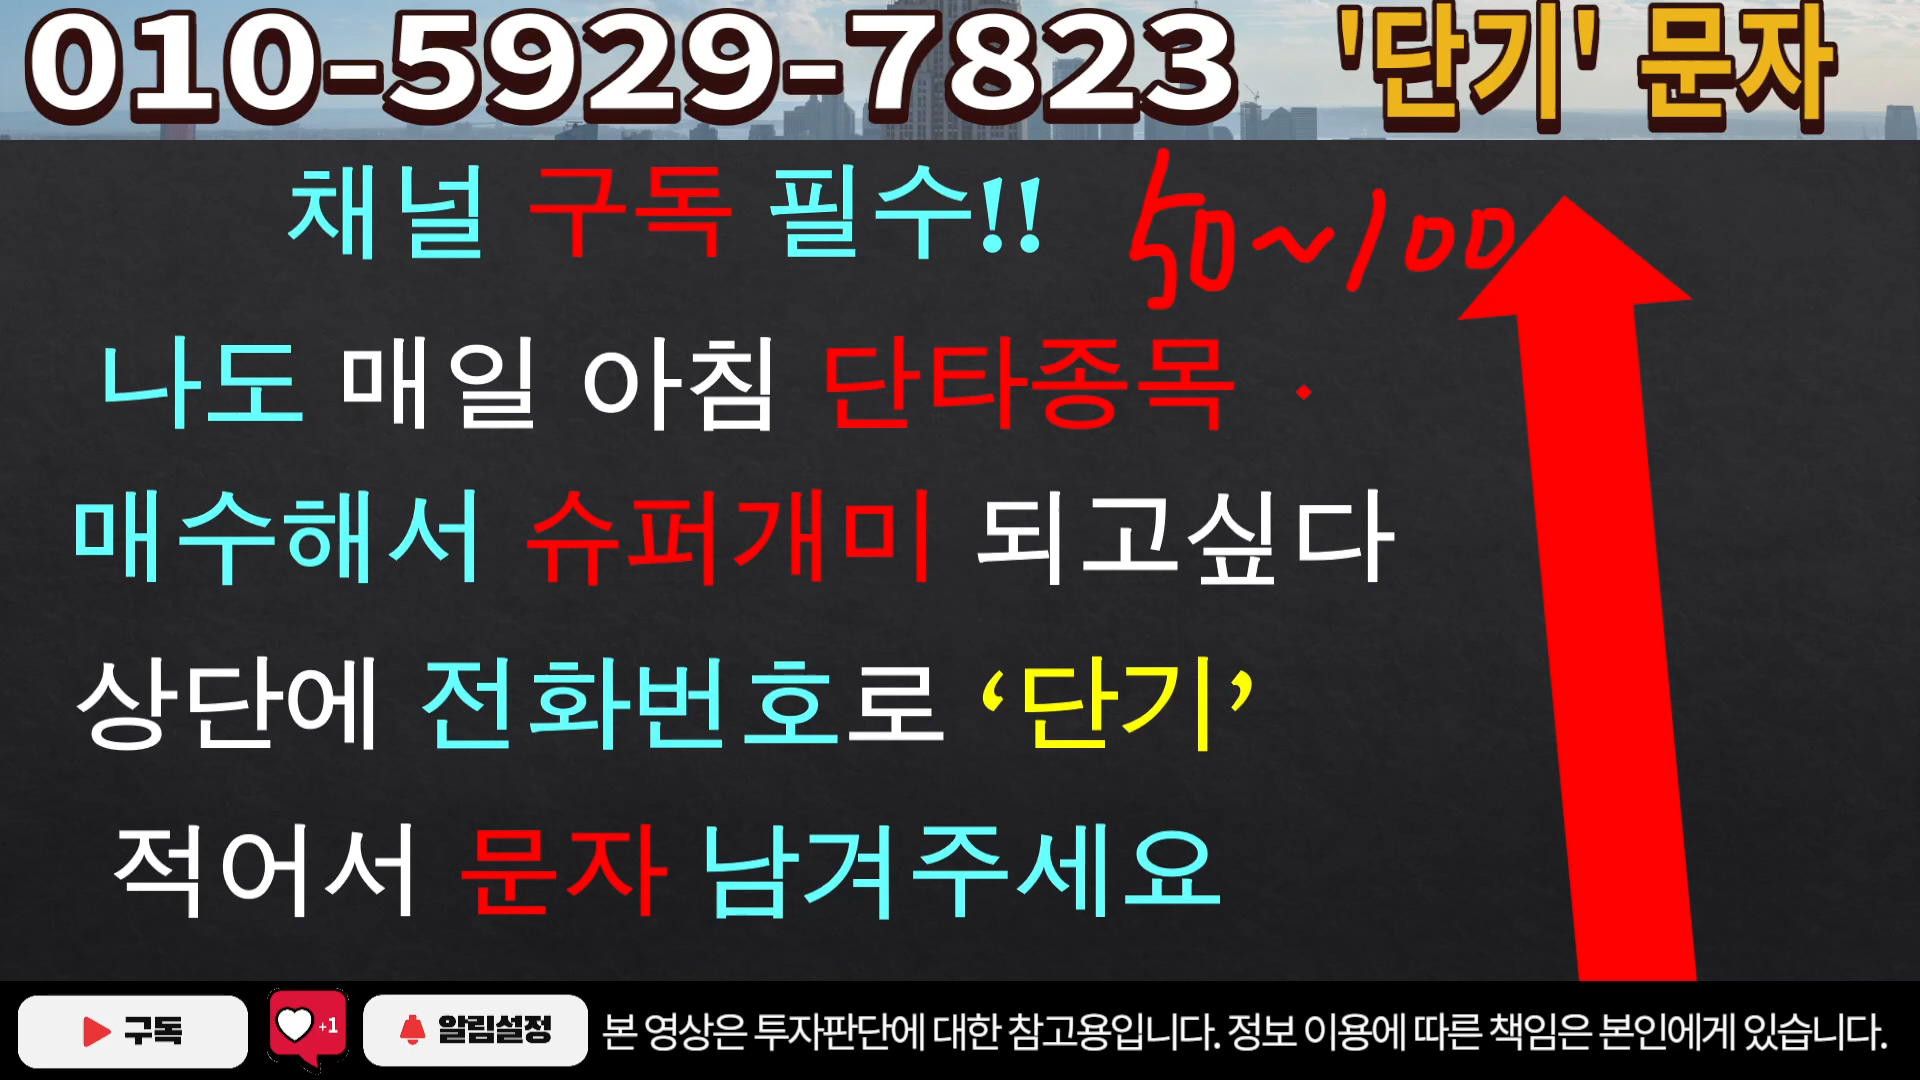 010-5929-7823 '단기' 문자
채널 구독 필수!! 50~100
나도 매일 아침 단타종목 ·
매수해서 슈퍼개미 되고싶다
상단에 전화번호로 ‘단기’
적어서 문자 남겨주세요
구독 +1 알림설정 본 영상은 투자판단에 대한 참고용입니다. 정보 이용에 따른 책임은 본인에게 있습니다.